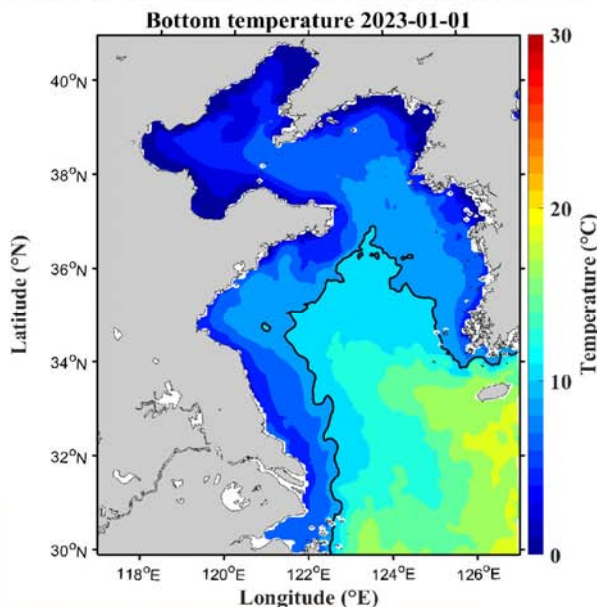 Bottom temperature 2023-01-01
40°N
38°N
36°N
34°N
32°N
30°N
Latitude (°N)
118°E
120°E
122°E
124°E
126°E
Longitude (°E)
30
20
10
0
Temperature (°C)